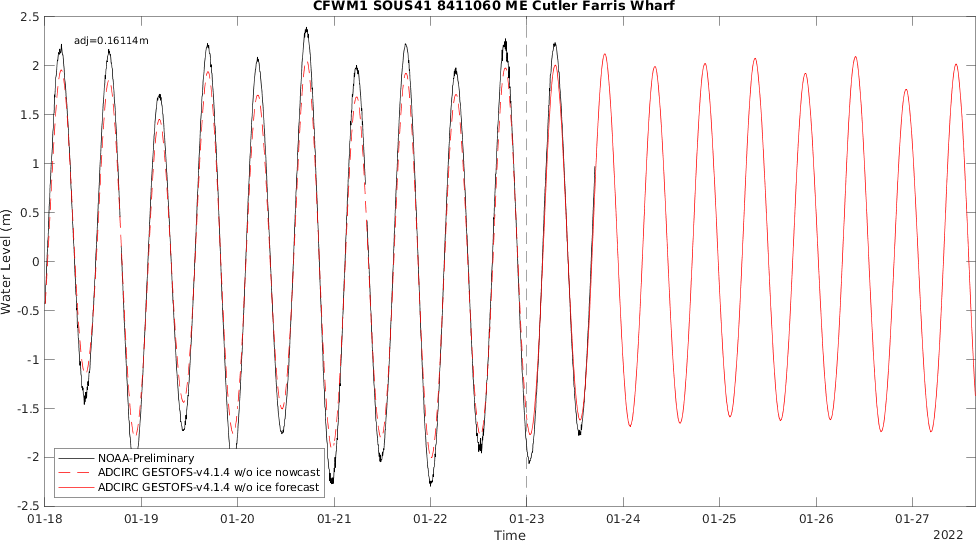 CFWM1 SOUS41 8411060 ME Cutler Farris Wharf
adj=0.16114m
2.5
2
1.5
1
0.5
0
-0.5
-1
-1.5
-2
-2.5
Water Level (m)
NOAA-Preliminary
ADCIRC GESTOFS-v4.1.4 w/o ice nowcast
ADCIRC GESTOFS-v4.1.4 w/o ice forecast
01-18 01-19 01-20 01-21 01-22 01-23 01-24 01-25 01-26 01-27
Time
2022